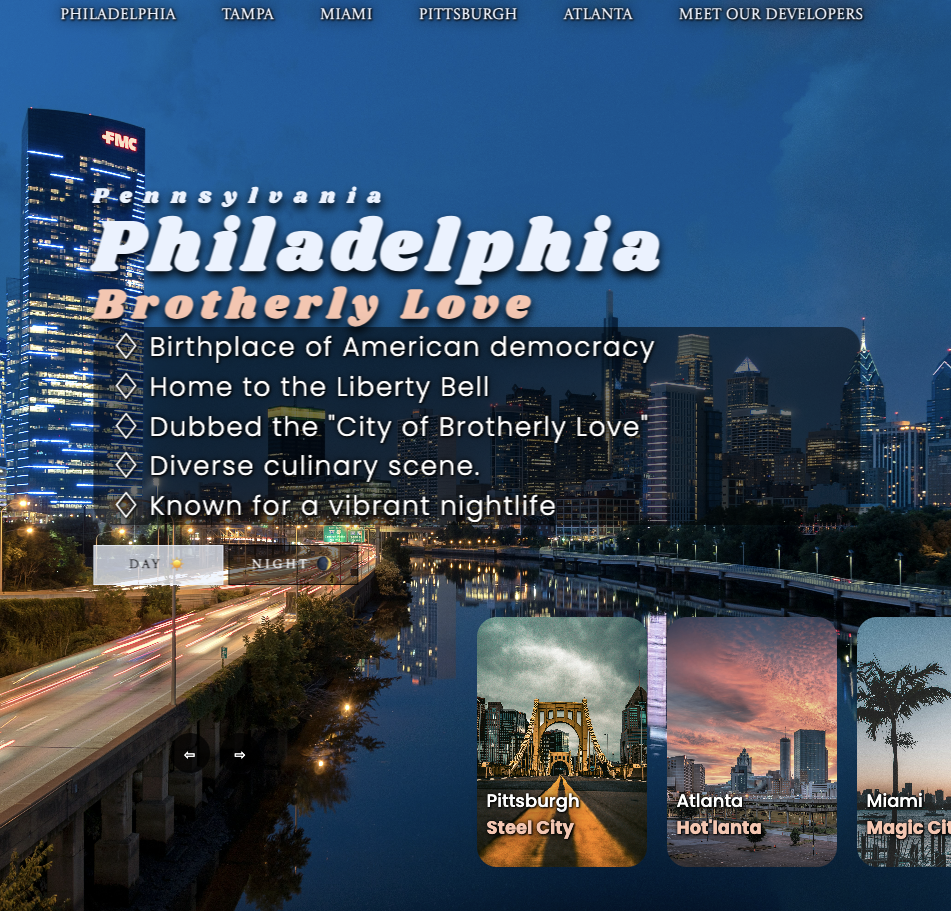 PHILADELPHIA TAMPA MIAMI PITTSBURGH ATLANTA MEET OUR DEVELOPERS
FMC
Pennsylvania
Philadelphia
Brotherly Love
Birthplace of American democracy
Home to the Liberty Bell
Dubbed the "City of Brotherly Love"
Diverse culinary scene.
Known for a vibrant nightlife
DAY NIGHT
Pittsburgh
Steel City
Atlanta
Hot'lanta
Miami
Magic Cit